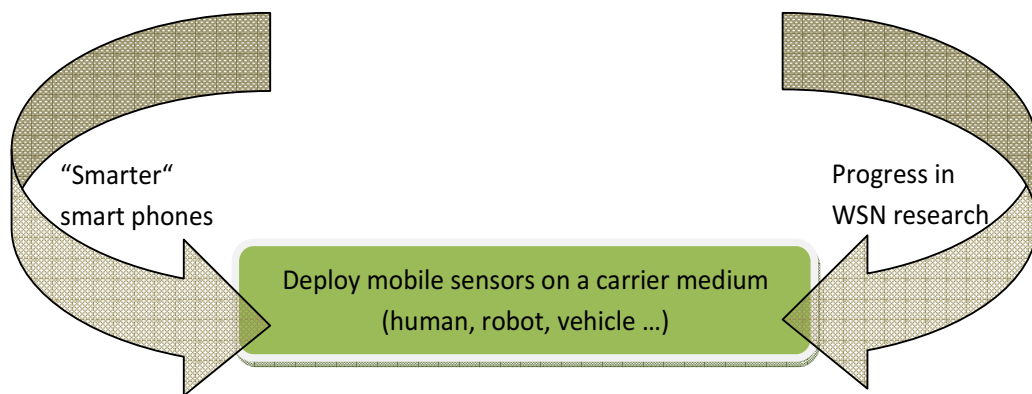 “Smarter“
smart phones
Progress in
WSN research
Deploy mobile sensors on a carrier medium
(human, robot, vehicle …)